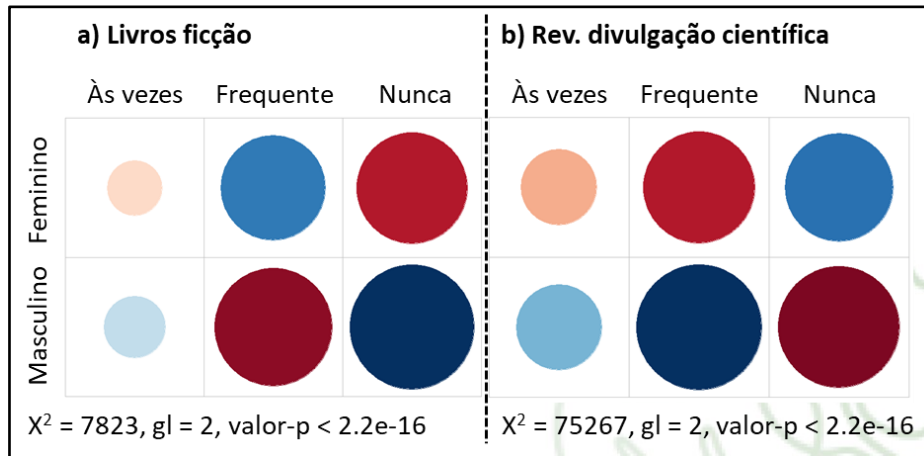 a) Livros ficção
Às vezes Frequente Nunca
Feminino
Masculino
X² = 7823, gl = 2, valor-p < 2.2e-16
b) Rev. divulgação científica
Às vezes Frequente Nunca
X² = 75267, gl = 2, valor-p < 2.2e-16